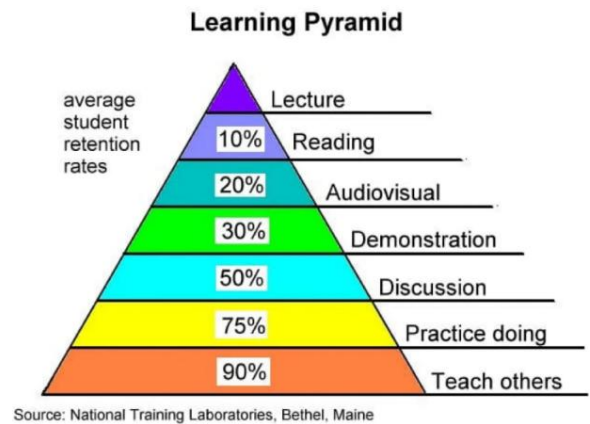 Learning Pyramid
average
student
retention
rates
Lecture
10% Reading
20% Audiovisual
30% Demonstration
50% Discussion
75% Practice doing
90% Teach others
Source: National Training Laboratories, Bethel, Maine